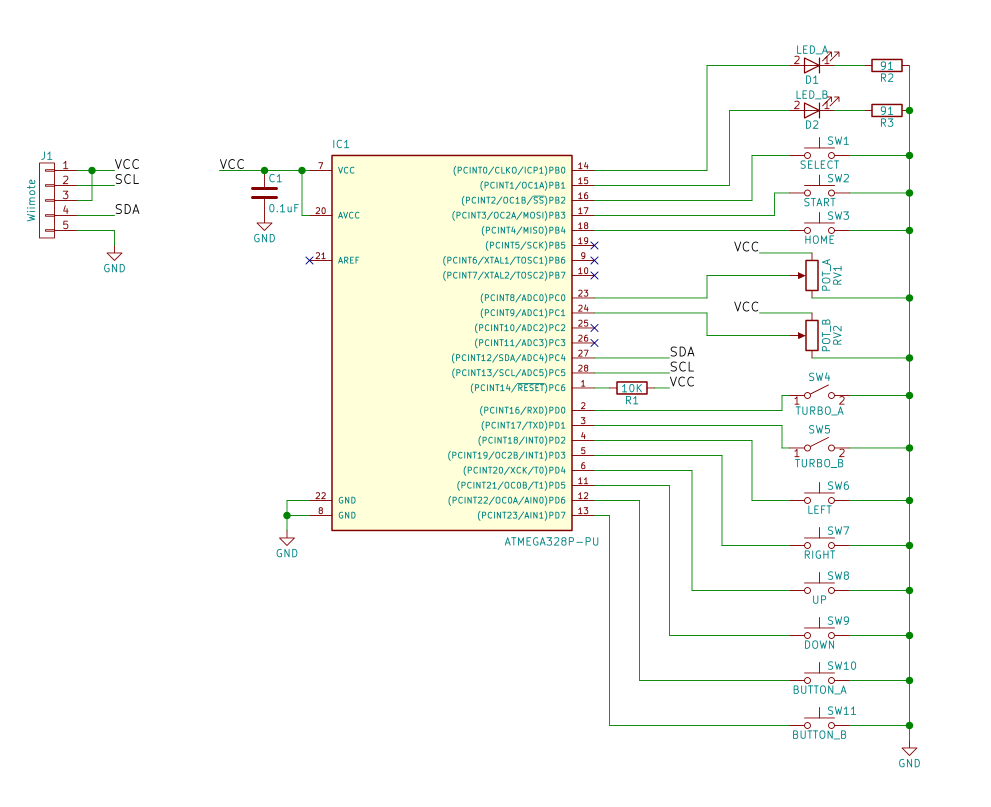 J1
Wiimote
1 VCC
2 SCL
3
4 SDA
5
GND
VCC
C1
0.1uF
GND
IC1
7 VCC
20 AVCC
21 AREF
22 GND
8 GND
GND
(PCINT0/CLKO/ICP1)PB0 14
(PCINT1/OC1A)PB1 15
(PCINT2/OC1B/SS)PB2 16
(PCINT3/OC2A/MOSI)PB3 17
(PCINT4/MISO)PB4 18
(PCINT5/SCK)PB5 19
(PCINT6/XTAL1/TOSC1)PB6 9
(PCINT7/XTAL2/TOSC2)PB7 10
(PCINT8/ADC0)PC0 23
(PCINT9/ADC1)PC1 24
(PCINT10/ADC2)PC2 25
(PCINT11/ADC3)PC3 26
(PCINT12/SDA/ADC4)PC4 27 SDA
(PCINT13/SCL/ADC5)PC5 28 SCL
(PCINT14/RESET)PC6 1 10K VCC
R1
(PCINT16/RXD)PD0 2
(PCINT17/TXD)PD1 3
(PCINT18/INT0)PD2 4
(PCINT19/OC2B/INT1)PD3 5
(PCINT20/XCK/T0)PD4 6
(PCINT21/OC0B/T1)PD5 11
(PCINT22/OC0A/AIN0)PD6 12
(PCINT23/AIN1)PD7 13
ATMEGA328P-PU
LED_A
2 1 91
D1 R2
LED_B
2 1 91
D2 R3
SW1
SELECT
SW2
START
SW3
HOME
VCC
POT_A
RV1
VCC
POT_B
RV2
SW4
1 2
TURBO_A
SW5
1 2
TURBO_B
SW6
LEFT
SW7
RIGHT
SW8
UP
SW9
DOWN
SW10
BUTTON_A
SW11
BUTTON_B
GND